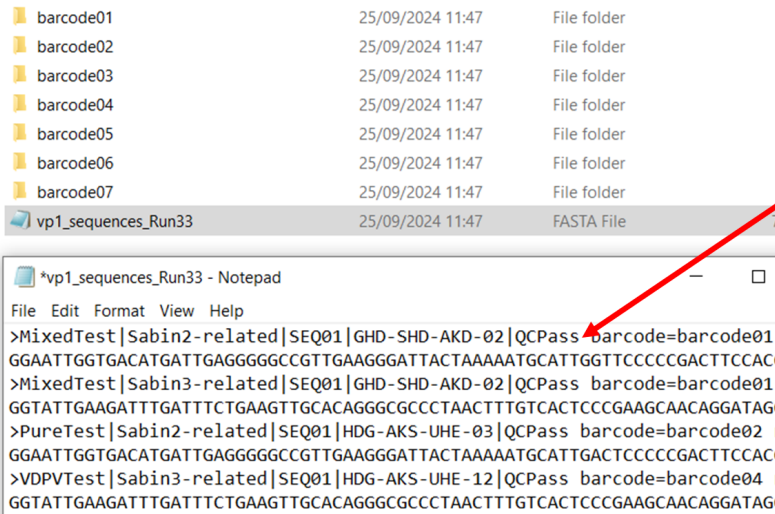 barcode01 25/09/2024 11:47 File folder
barcode02 25/09/2024 11:47 File folder
barcode03 25/09/2024 11:47 File folder
barcode04 25/09/2024 11:47 File folder
barcode05 25/09/2024 11:47 File folder
barcode06 25/09/2024 11:47 File folder
barcode07 25/09/2024 11:47 File folder
vp1_sequences_Run33 25/09/2024 11:47 FASTA File
*vp1_sequences_Run33 - Notepad
File Edit Format View Help
>MixedTest|Sabin2-related|SEQ01|GHD-SHD-AKD-02|QCPass barcode=barcode01
GGAATTGGTGACATGATTGAGGGGGCCGTTGAAGGGATTACTAAAAATGCATTGGTTCCCCCGACTTCCAC
>MixedTest|Sabin3-related|SEQ01|GHD-SHD-AKD-02|QCPass barcode=barcode01
GGTATTGAAGATTTGATTTCTGAAGTTGCACAGGGCGCCCTAACTTTGTCACTCCCGAAGCAACAGGATAG
>PureTest|Sabin2-related|SEQ01|HDG-AKS-UHE-03|QCPass barcode=barcode02
GGAATTGGTGACATGATTGAGGGGGCCGTTGAAGGGATTACTAAAAATGCATTGACTCCCCCGACTTCCAC
>VDPVTest|Sabin3-related|SEQ01|HDG-AKS-UHE-12|QCPass barcode=barcode04
GGTATTGAAGATTTGATTTCTGAAGTTGCACAGGGCGCCCTAACTTTGTCACTCCCGAAGCAACAGGATAG